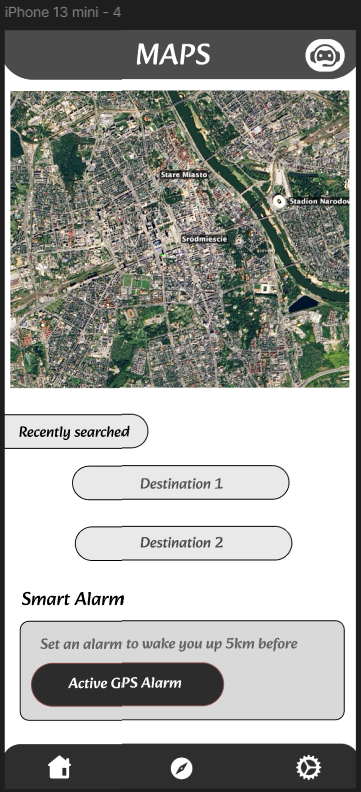 iPhone 13 mini - 4
MAPS
Stare Miasto
Stadion Narodow
Śródmieście
Recently searched
Destination 1
Destination 2
Smart Alarm
Set an alarm to wake you up 5km before
Active GPS Alarm